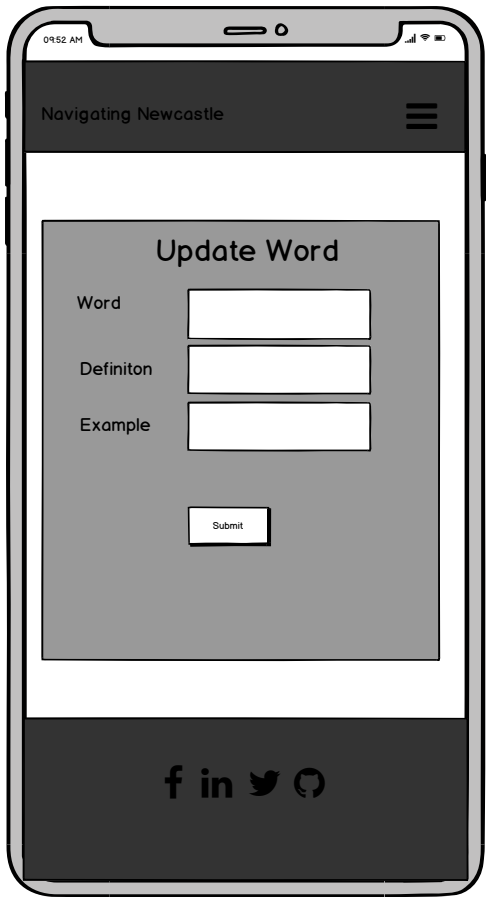 09:52 AM
Navigating Newcastle
Update Word
Word
Definiton
Example
Submit